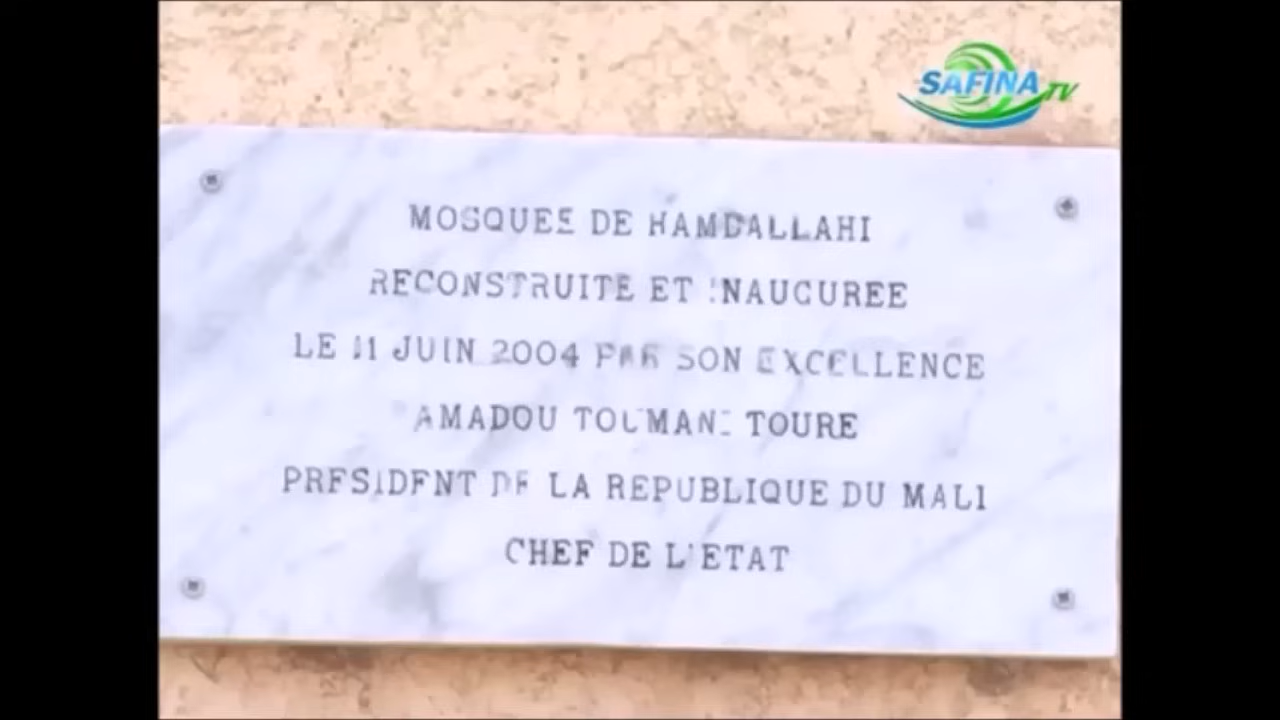 SAFINA TV
MOSQUEE DE HAMDALLAHI
RECONSTRUITE ET INAUGUREE
LE 11 JUIN 2004 PAR SON EXCELLENCE
AMADOU TOUMANI TOURE
PRESIDENT DE LA REPUBLIQUE DU MALI
CHEF DE L'ETAT